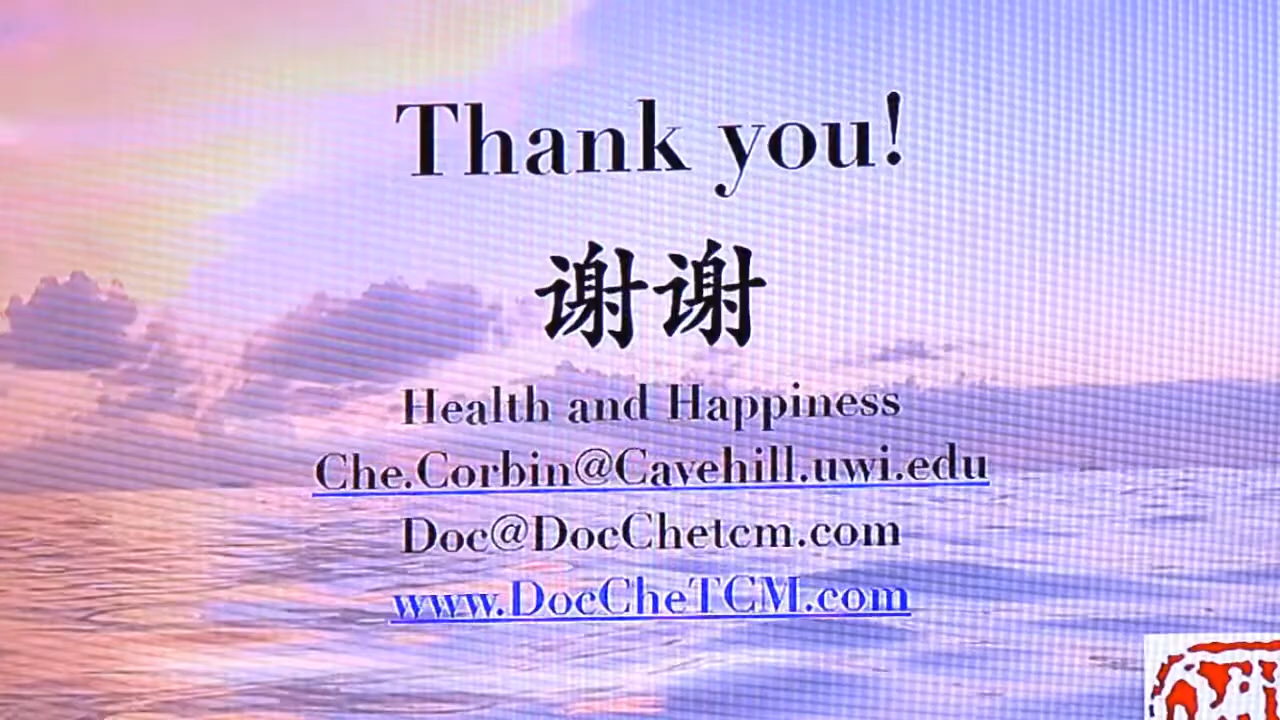 Thank you!
谢谢
Health and Happiness
Che.Corbin@Cavehill.uwi.edu
Doc@DocChetcm.com
www.DocCheTCM.com